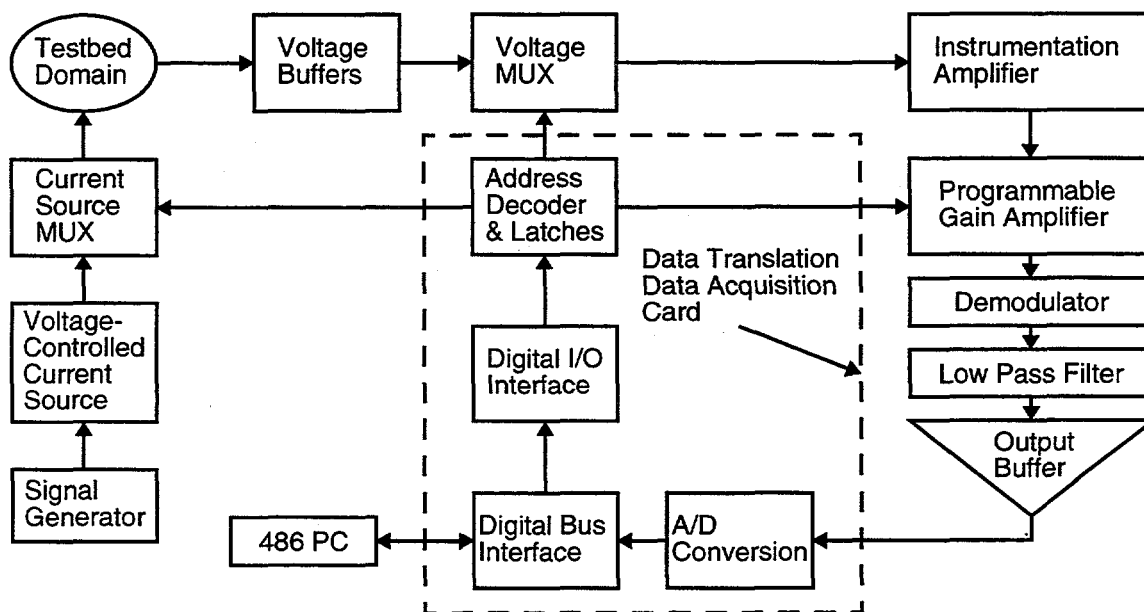 Testbed
Domain
Voltage
Buffers
Voltage
MUX
Instrumentation
Amplifier
Current
Source
MUX
Address
Decoder
& Latches
Programmable
Gain Amplifier
Data Translation
Data Acquisition
Card
Voltage-
Controlled
Current
Source
Digital I/O
Interface
Demodulator
Low Pass Filter
Output
Buffer
Signal
Generator
486 PC
Digital Bus
Interface
A/D
Conversion